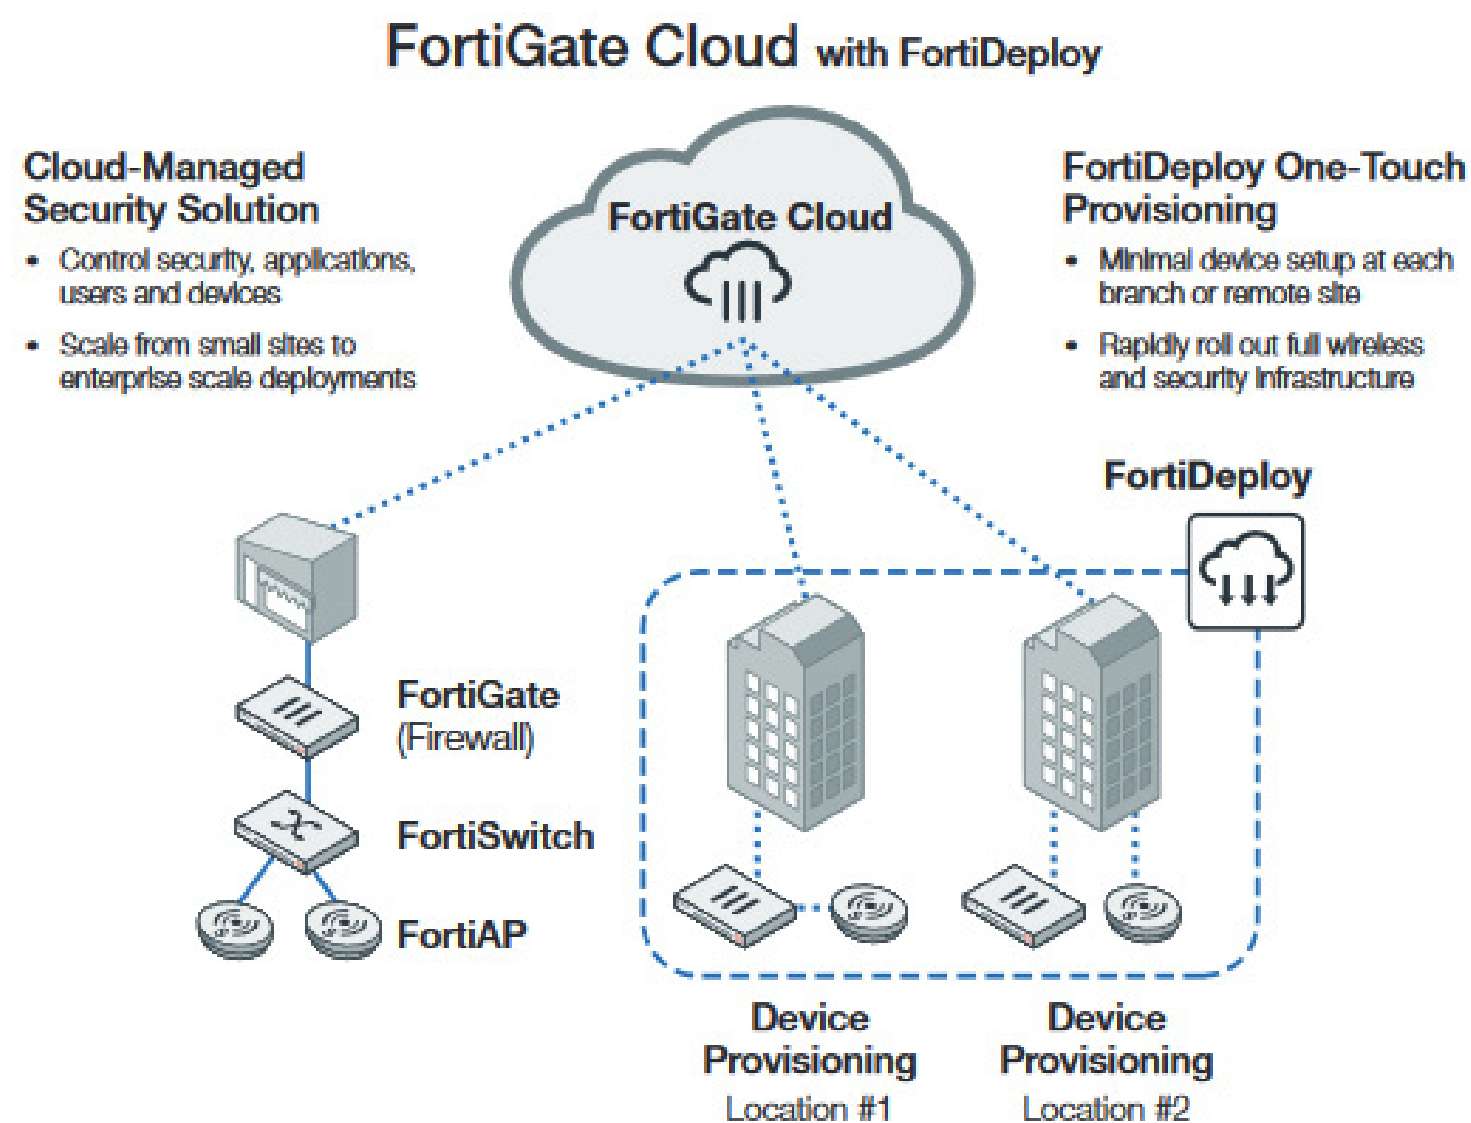 FortiGate Cloud with FortiDeploy
Cloud-Managed
Security Solution
• Control security, applications,
users and devices
• Scale from small sites to
enterprise scale deployments
FortiGate Cloud
FortiDeploy One-Touch
Provisioning
• Minimal device setup at each
branch or remote site
• Rapidly roll out full wireless
and security infrastructure
FortiDeploy
FortiGate
(Firewall)
FortiSwitch
FortiAP
Device
Provisioning
Location #1
Device
Provisioning
Location #2